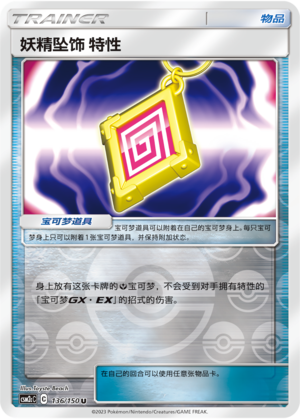 TRAINER 物品
妖精坠饰 特性
宝可梦道具
宝可梦道具可以附着在自己的宝可梦身上。每只宝可
梦身上只可以附着1张宝可梦道具,并保持附加状态。
身上放有这张卡牌的宝可梦,不会受到对手拥有特性的
「宝可梦GX・EX」的招式的伤害。
Illus. Toyste Beach
CSM2c C G 136/150 U
在自己的回合可以使用任意张物品卡。
©2023 Pokémon/Nintendo/Creatures/GAME FREAK.